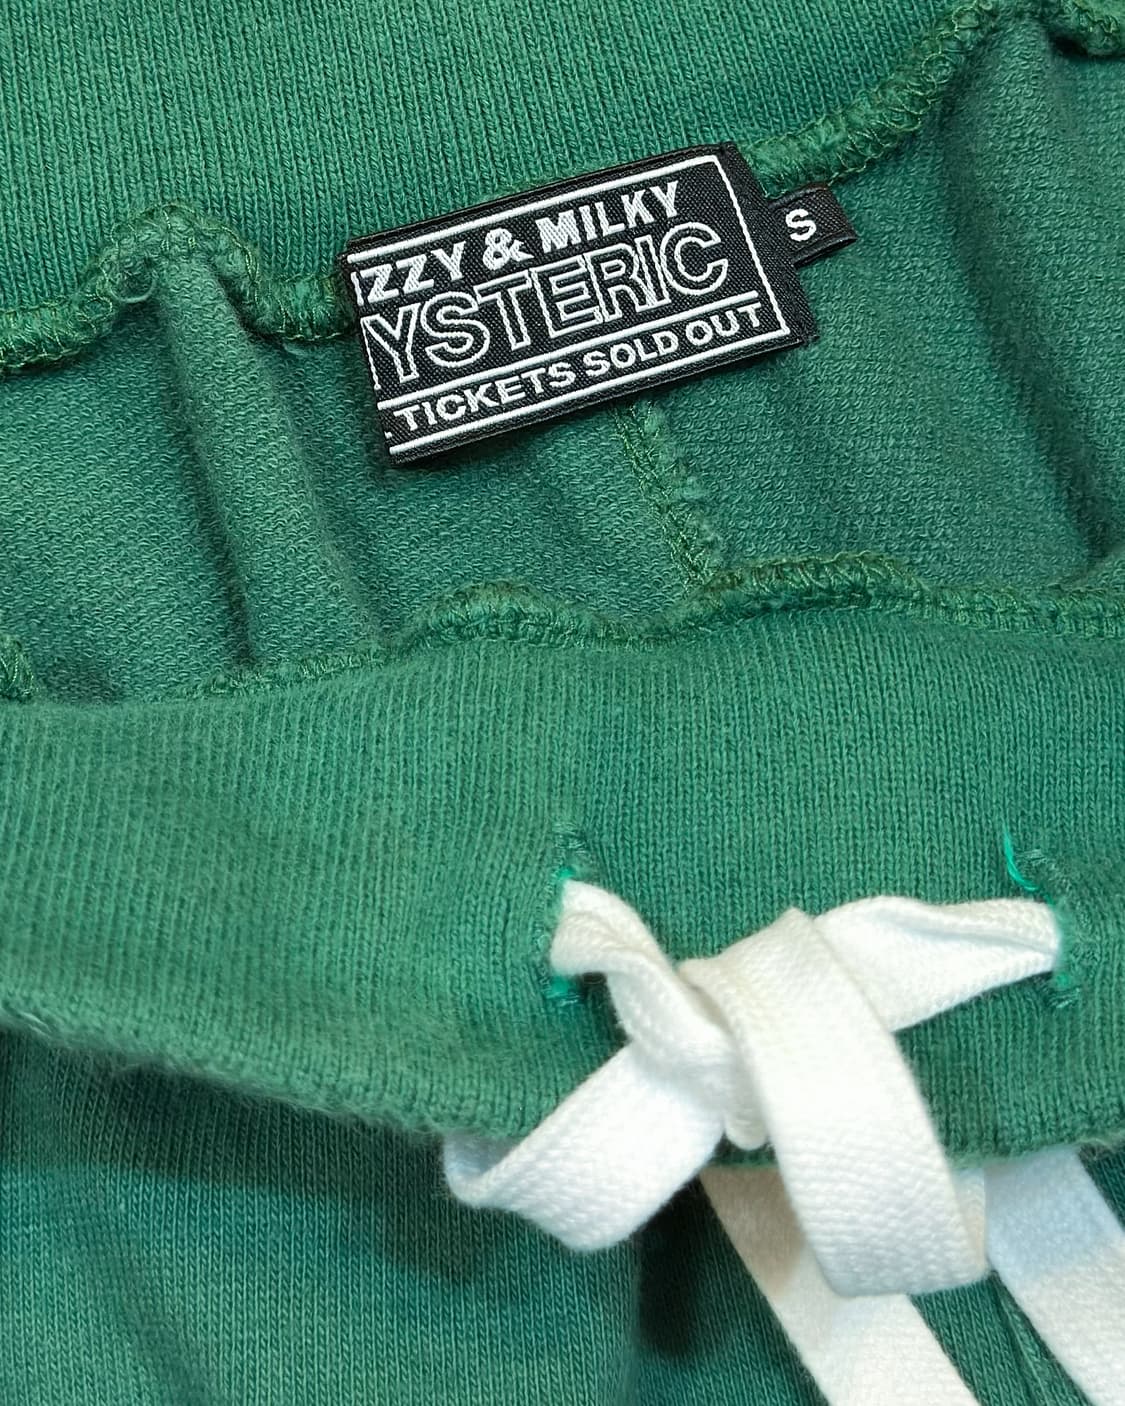 IZZY & MILKY
YSTERIC
TICKETS SOLD OUT
S